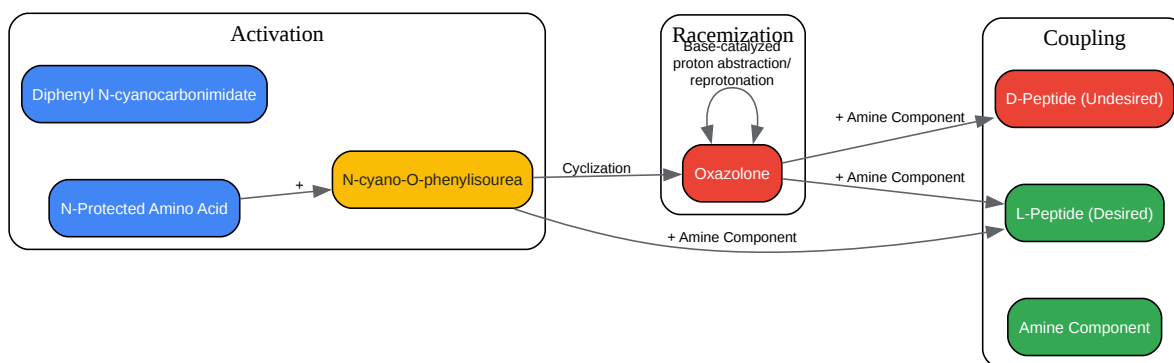 Activation
Diphenyl N-cyanocarbonimidate
N-Protected Amino Acid
+
N-cyano-O-phenylisourea
Cyclization
+ Amine Component
Racemization
Base-catalyzed
proton abstraction/
reprotonation
Oxazolone
+ Amine Component
+ Amine Component
Coupling
D-Peptide (Undesired)
L-Peptide (Desired)
Amine Component